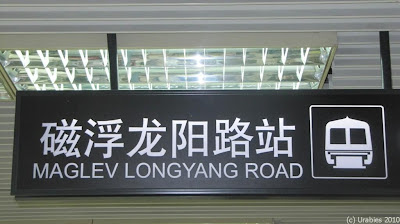 磁浮龙阳路站
MAGLEV LONGYANG ROAD
(c) Urabies 2010